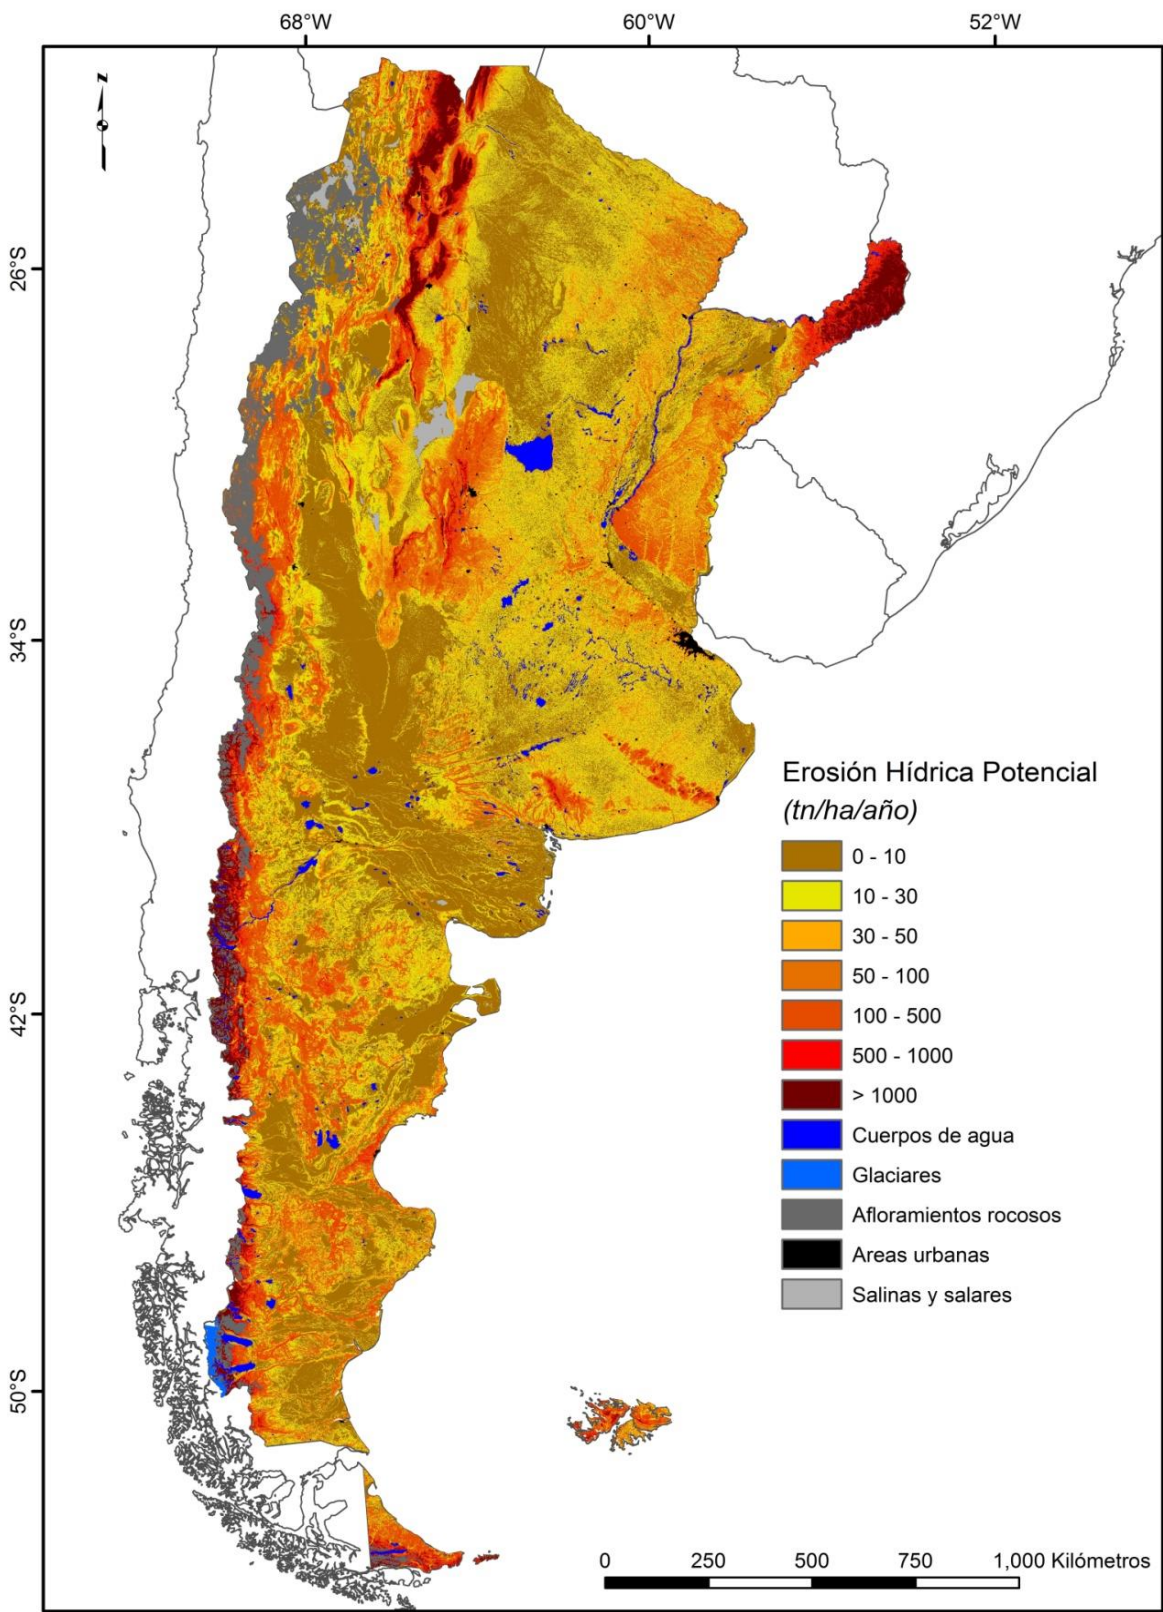 68°W 60°W 52°W
N
26°S
34°S
42°S
50°S
Erosión Hídrica Potencial
(tn/ha/año)
0 - 10
10 - 30
30 - 50
50 - 100
100 - 500
500 - 1000
> 1000
Cuerpos de agua
Glaciares
Afloramientos rocosos
Areas urbanas
Salinas y salares
0 250 500 750 1,000 Kilómetros